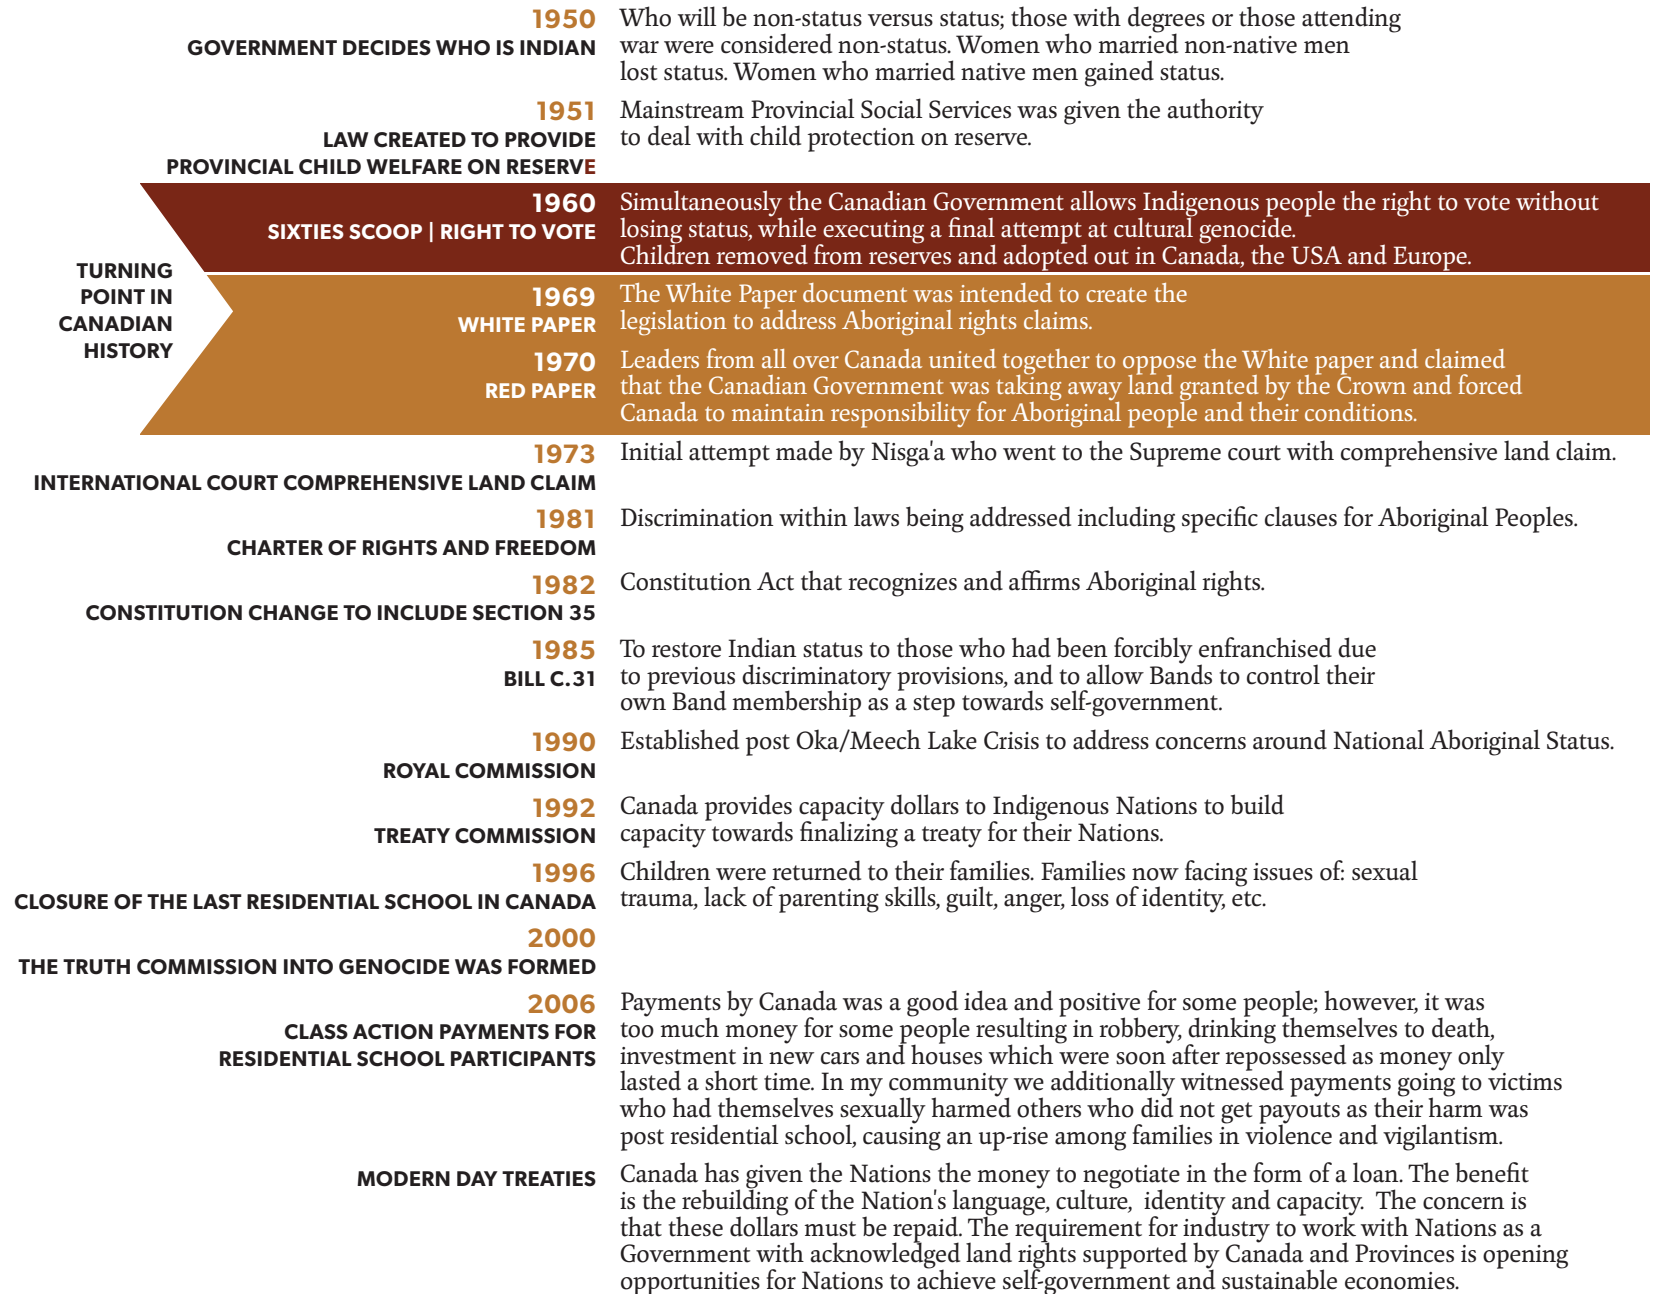 1950
GOVERNMENT DECIDES WHO IS INDIAN
Who will be non-status versus status; those with degrees or those attending
war were considered non-status. Women who married non-native men
lost status. Women who married native men gained status.
1951
LAW CREATED TO PROVIDE
PROVINCIAL CHILD WELFARE ON RESERVE
Mainstream Provincial Social Services was given the authority
to deal with child protection on reserve.
TURNING
POINT IN
CANADIAN
HISTORY
1960
SIXTIES SCOOP | RIGHT TO VOTE
Simultaneously the Canadian Government allows Indigenous people the right to vote without
losing status, while executing a final attempt at cultural genocide.
Children removed from reserves and adopted out in Canada, the USA and Europe.
1969
WHITE PAPER
The White Paper document was intended to create the
legislation to address Aboriginal rights claims.
1970
RED PAPER
Leaders from all over Canada united together to oppose the White paper and claimed
that the Canadian Government was taking away land granted by the Crown and forced
Canada to maintain responsibility for Aboriginal people and their conditions.
1973
INTERNATIONAL COURT COMPREHENSIVE LAND CLAIM
Initial attempt made by Nisga'a who went to the Supreme court with comprehensive land claim.
1981
CHARTER OF RIGHTS AND FREEDOM
Discrimination within laws being addressed including specific clauses for Aboriginal Peoples.
1982
CONSTITUTION CHANGE TO INCLUDE SECTION 35
Constitution Act that recognizes and affirms Aboriginal rights.
1985
BILL C.31
To restore Indian status to those who had been forcibly enfranchised due
to previous discriminatory provisions, and to allow Bands to control their
own Band membership as a step towards self-government.
1990
ROYAL COMMISSION
Established post Oka/Meech Lake Crisis to address concerns around National Aboriginal Status.
1992
TREATY COMMISSION
Canada provides capacity dollars to Indigenous Nations to build
capacity towards finalizing a treaty for their Nations.
1996
CLOSURE OF THE LAST RESIDENTIAL SCHOOL IN CANADA
Children were returned to their families. Families now facing issues of: sexual
trauma, lack of parenting skills, guilt, anger, loss of identity, etc.
2000
THE TRUTH COMMISSION INTO GENOCIDE WAS FORMED
2006
CLASS ACTION PAYMENTS FOR
RESIDENTIAL SCHOOL PARTICIPANTS
Payments by Canada was a good idea and positive for some people; however, it was
too much money for some people resulting in robbery, drinking themselves to death,
investment in new cars and houses which were soon after repossessed as money only
lasted a short time. In my community we additionally witnessed payments going to victims
who had themselves sexually harmed others who did not get payouts as their harm was
post residential school, causing an up-rise among families in violence and vigilantism.
MODERN DAY TREATIES
Canada has given the Nations the money to negotiate in the form of a loan. The benefit
is the rebuilding of the Nation's language, culture, identity and capacity. The concern is
that these dollars must be repaid. The requirement for industry to work with Nations as a
Government with acknowledged land rights supported by Canada and Provinces is opening
opportunities for Nations to achieve self-government and sustainable economies.